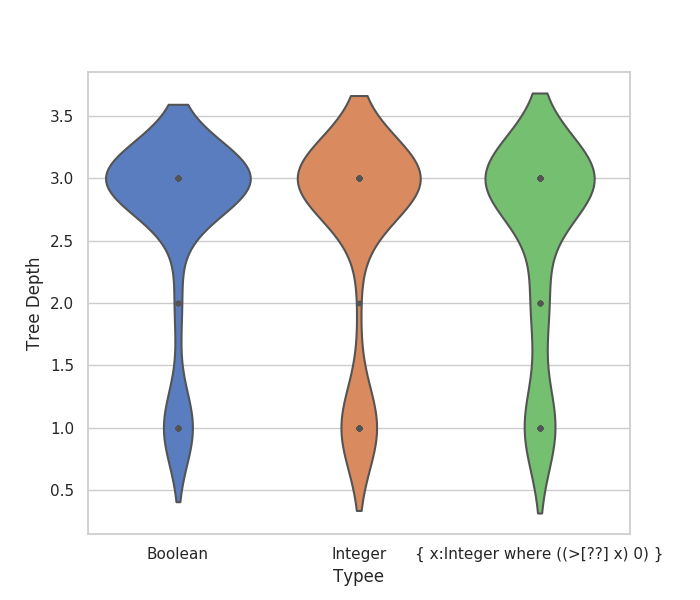 3.5
3.0
2.5
2.0
1.5
1.0
0.5
Tree Depth
Boolean
Integer
{ x:Integer where ((>[??] x) 0) }
Typee